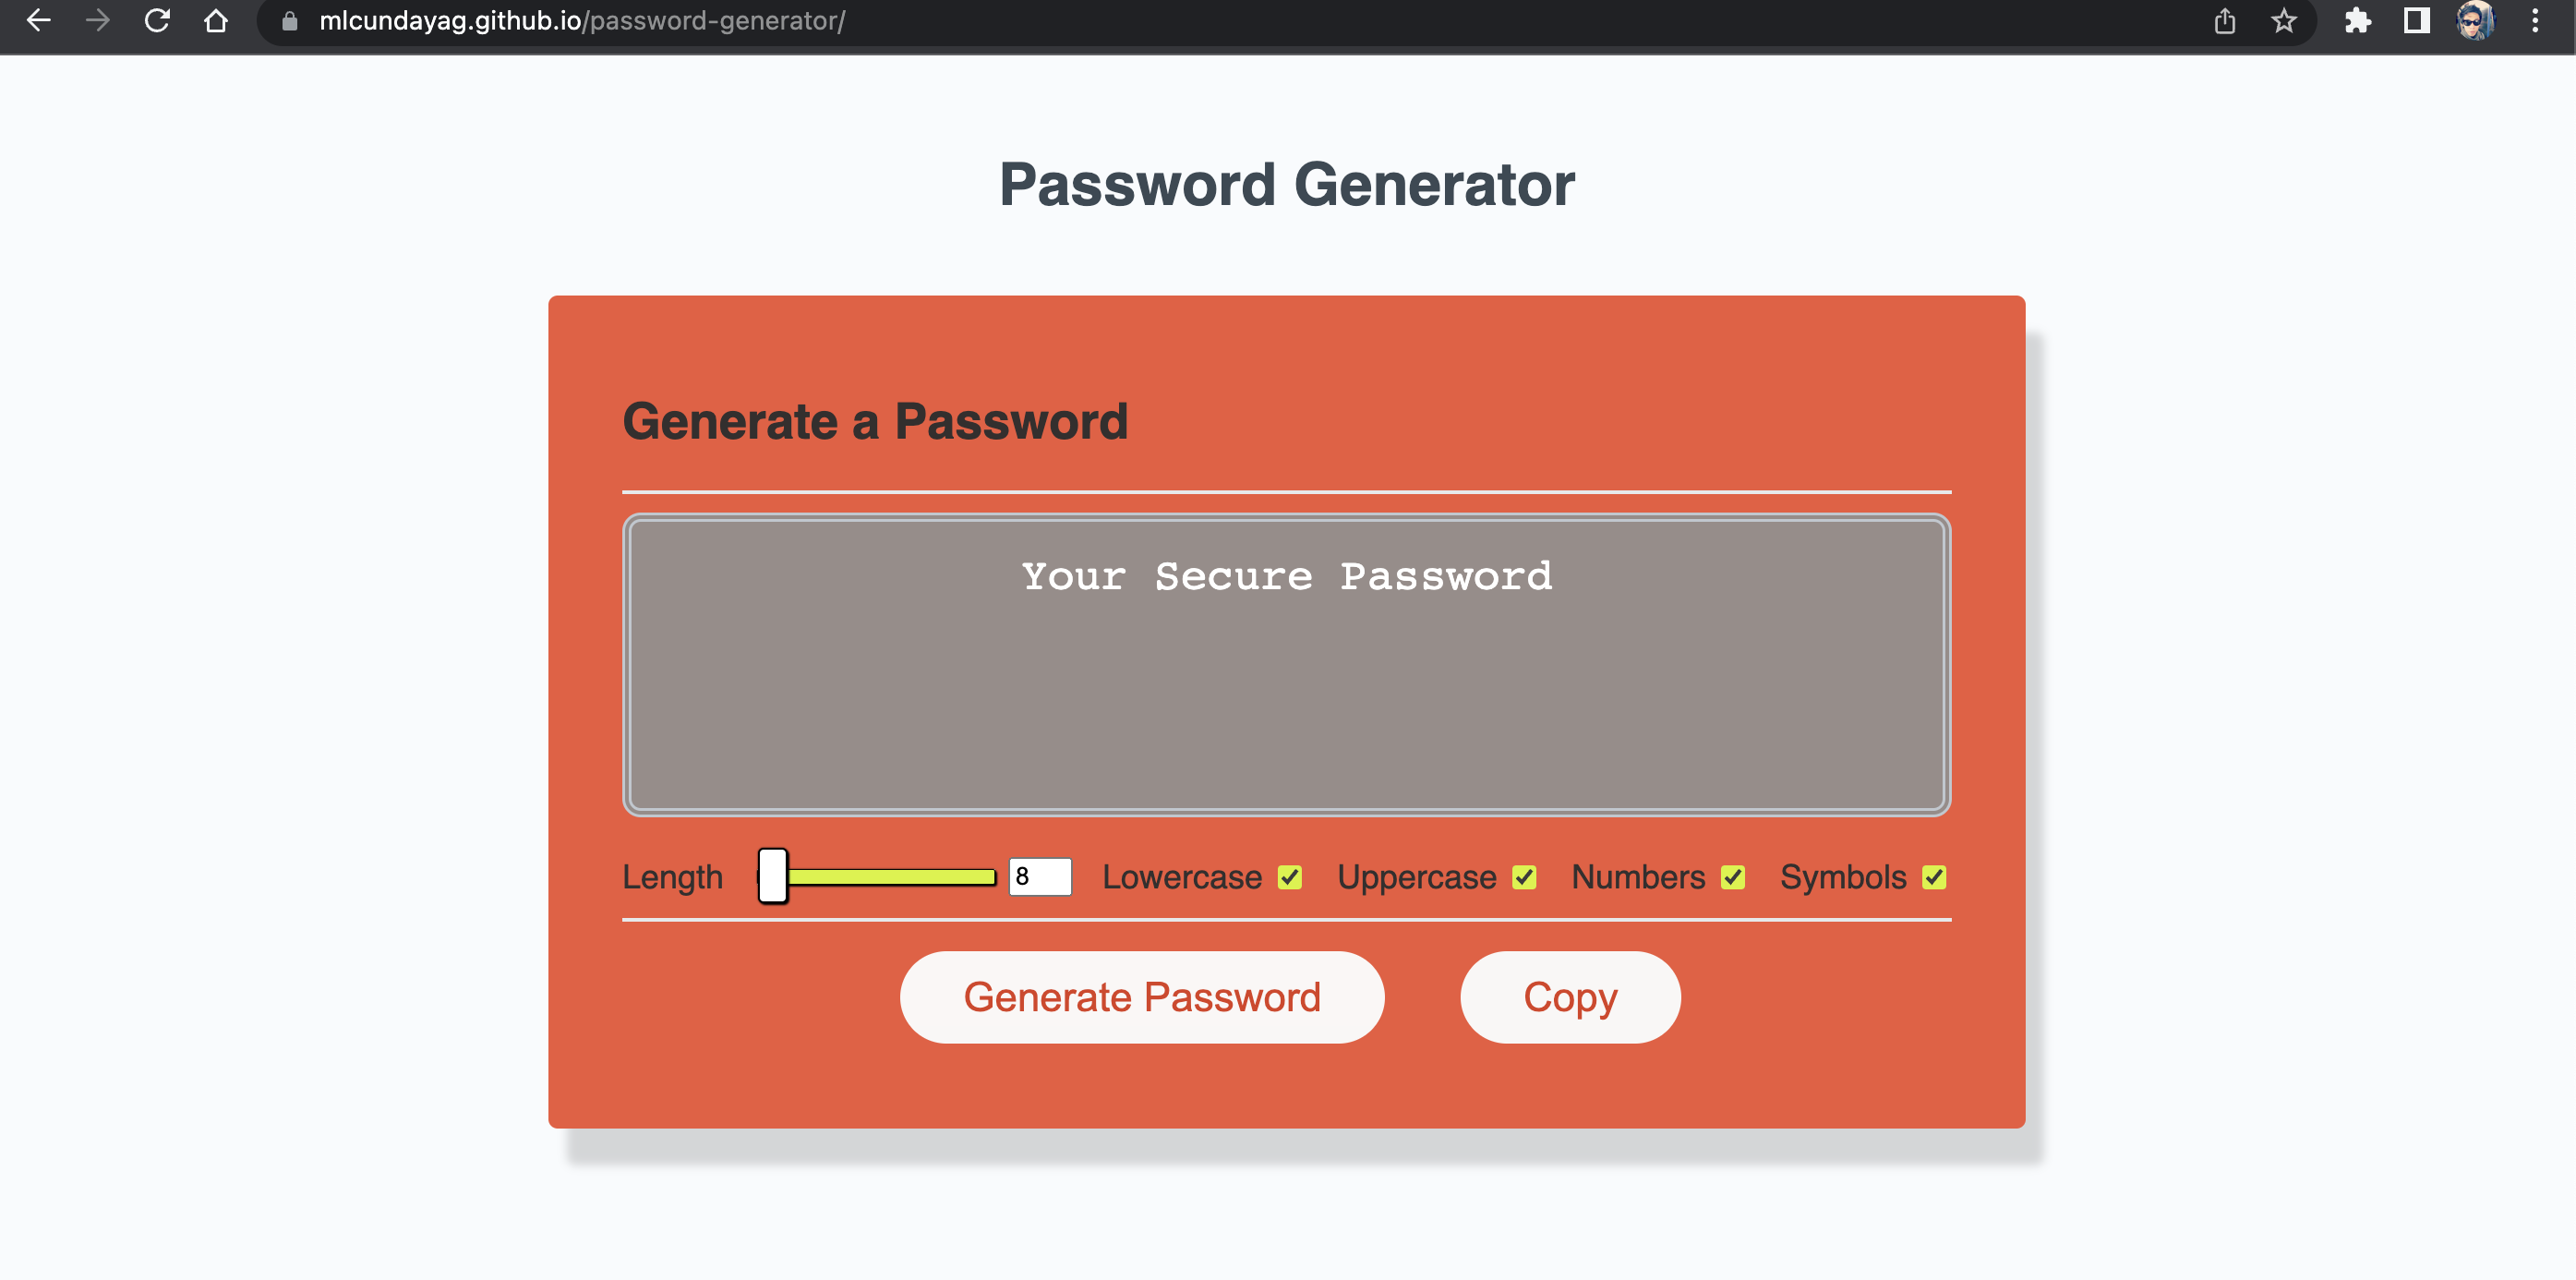 mlcundayag.github.io/password-generator/
Password Generator
Generate a Password
Your Secure Password
Length 8 Lowercase Uppercase Numbers Symbols
Generate Password Copy